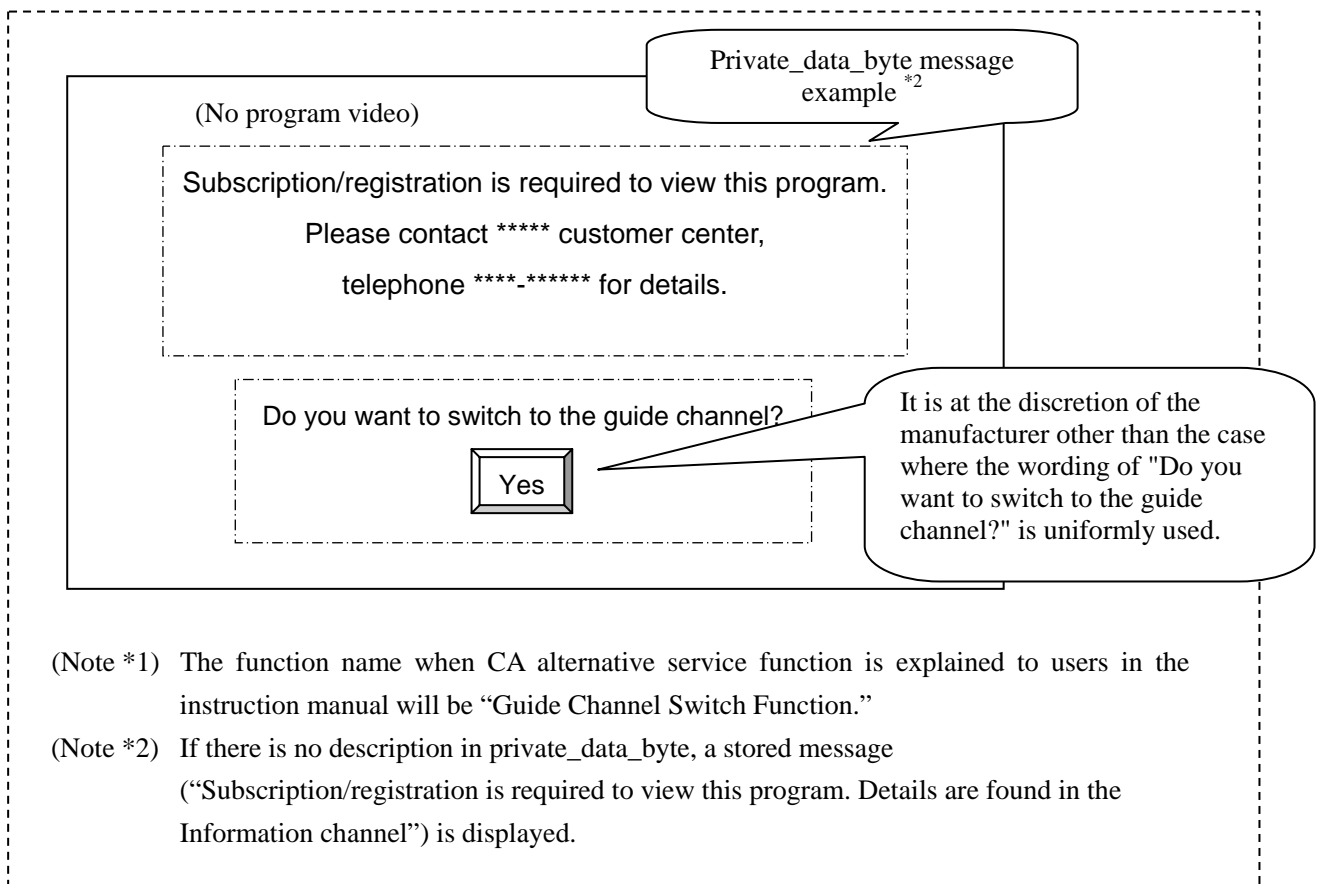 Private_data_byte message
example *2
(No program video)
Subscription/registration is required to view this program.
Please contact ***** customer center,
telephone ****-****** for details.
Do you want to switch to the guide channel?
Yes
It is at the discretion of the
manufacturer other than the case
where the wording of "Do you
want to switch to the guide
channel?" is uniformly used.
(Note *1) The function name when CA alternative service function is explained to users in the
instruction manual will be “Guide Channel Switch Function.”
(Note *2) If there is no description in private_data_byte, a stored message
(“Subscription/registration is required to view this program. Details are found in the
Information channel”) is displayed.